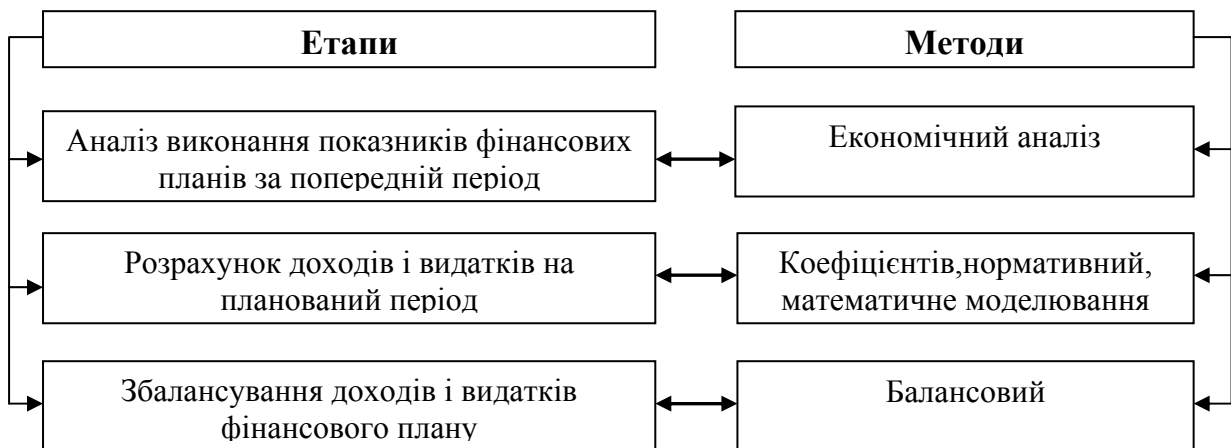 Етапи
Методи
Аналіз виконання показників фінансових
планів за попередній період
Економічний аналіз
Розрахунок доходів і видатків на
планований період
Коефіцієнтів,нормативний,
математичне моделювання
Збалансування доходів і видатків
фінансового плану
Балансовий